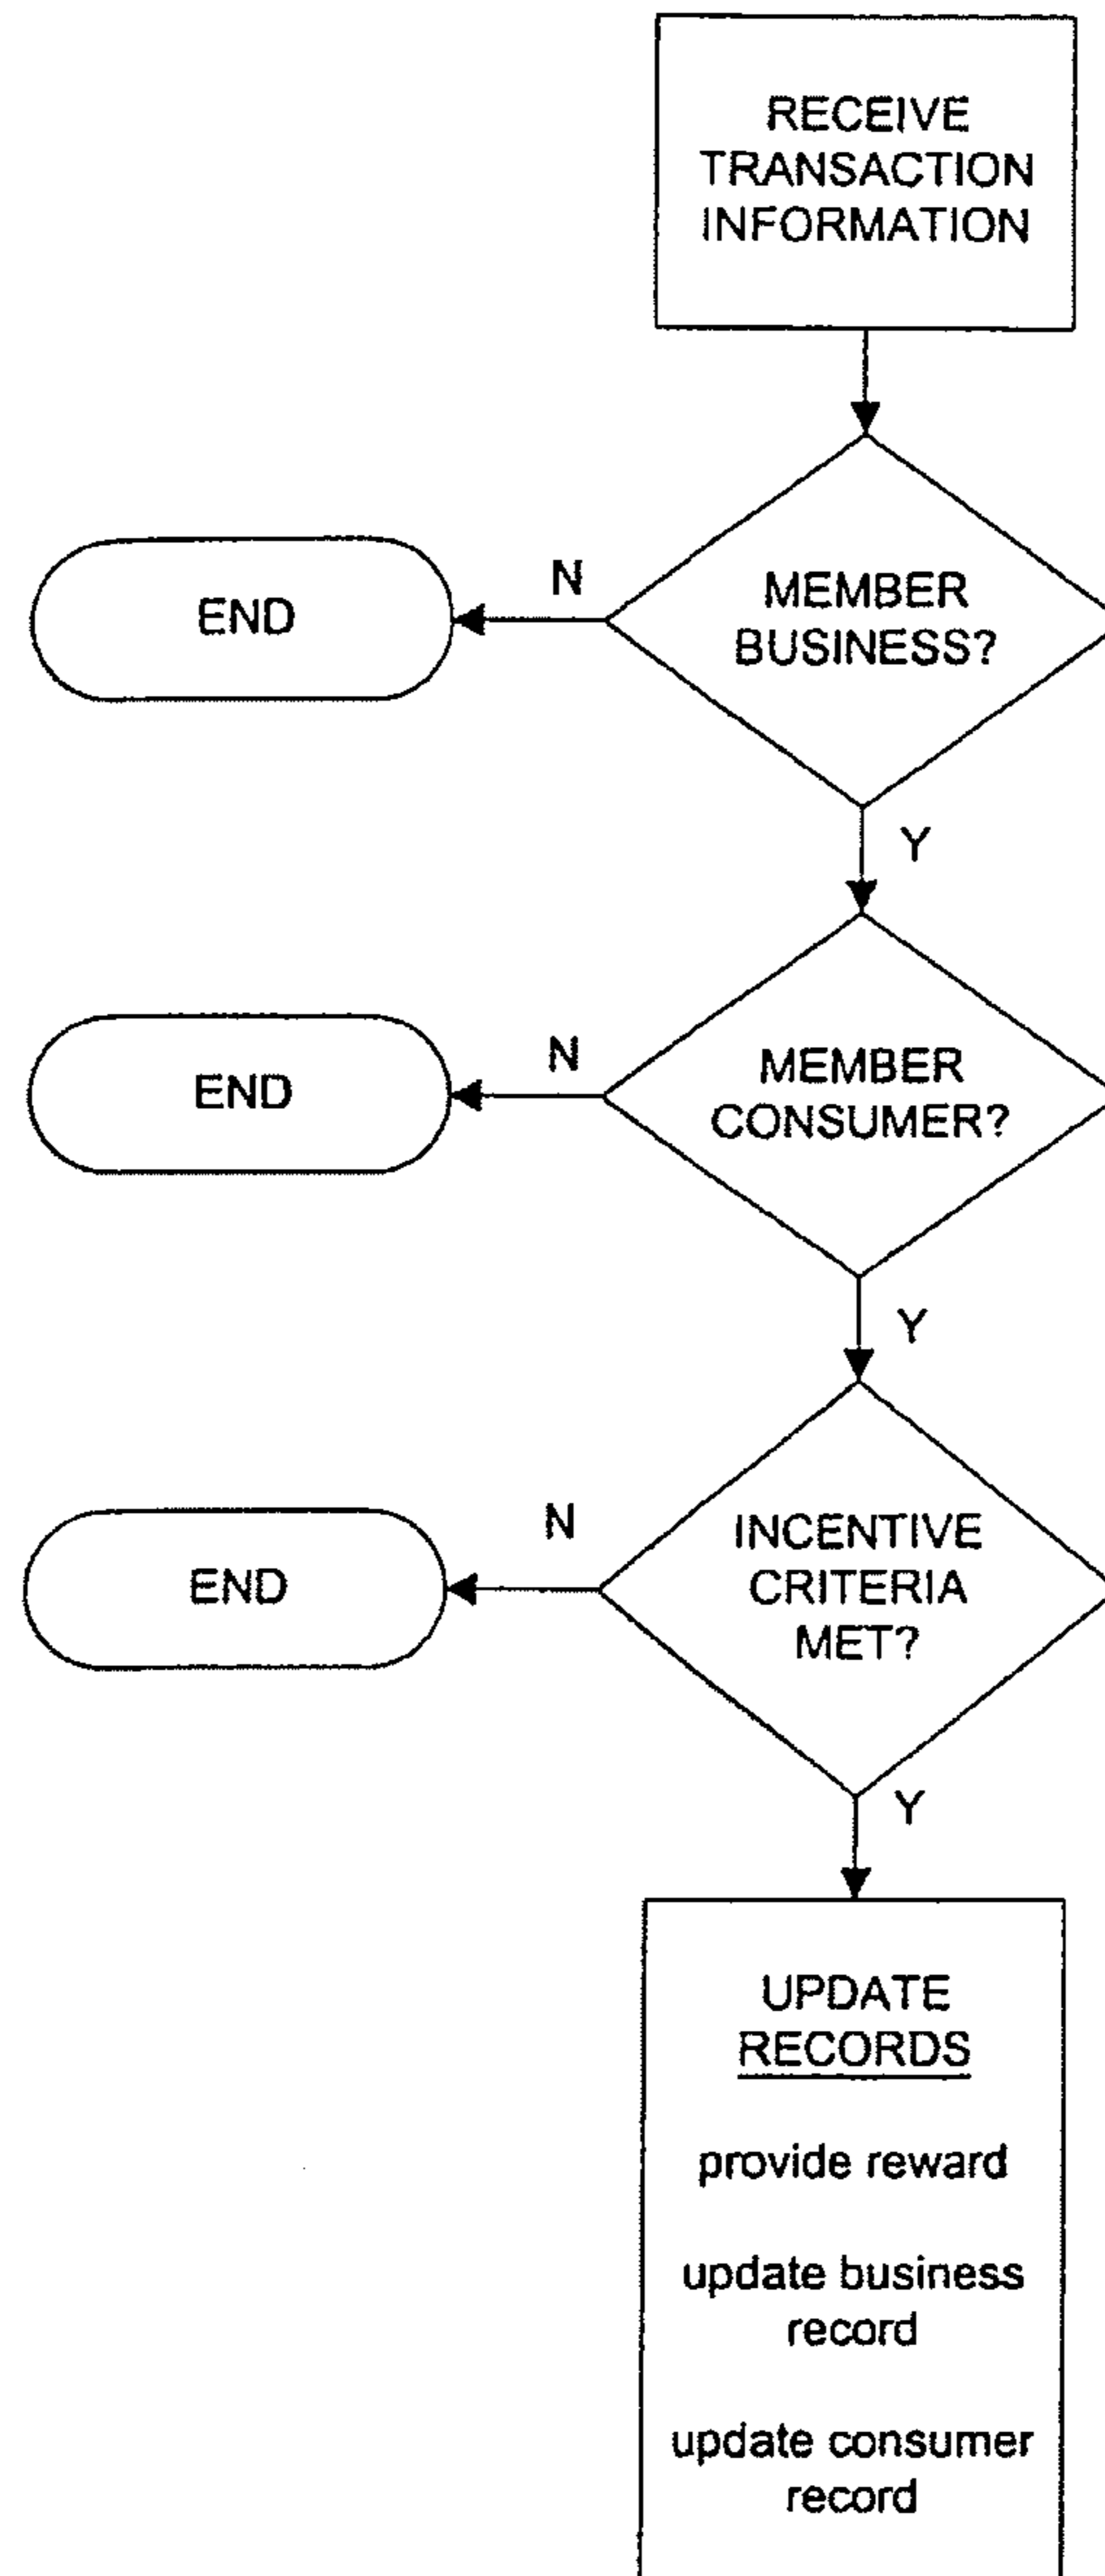 RECEIVE
TRANSACTION
INFORMATION
N
MEMBER
BUSINESS?
END
Y
N
MEMBER
CONSUMER?
END
Y
N
INCENTIVE
CRITERIA
MET?
END
Y
UPDATE
RECORDS
provide reward
update business
record
update consumer
record